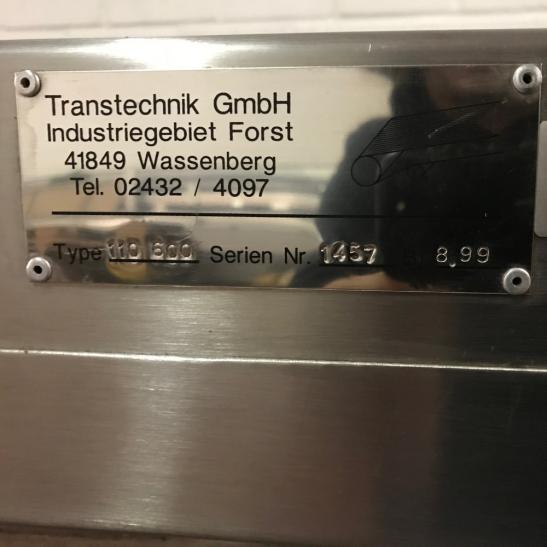 Transtechnik GmbH
Industriegebiet Forst
41849 Wassenberg
Tel. 02432 / 4097
Type 110 600 Serien Nr. 1457 8.99